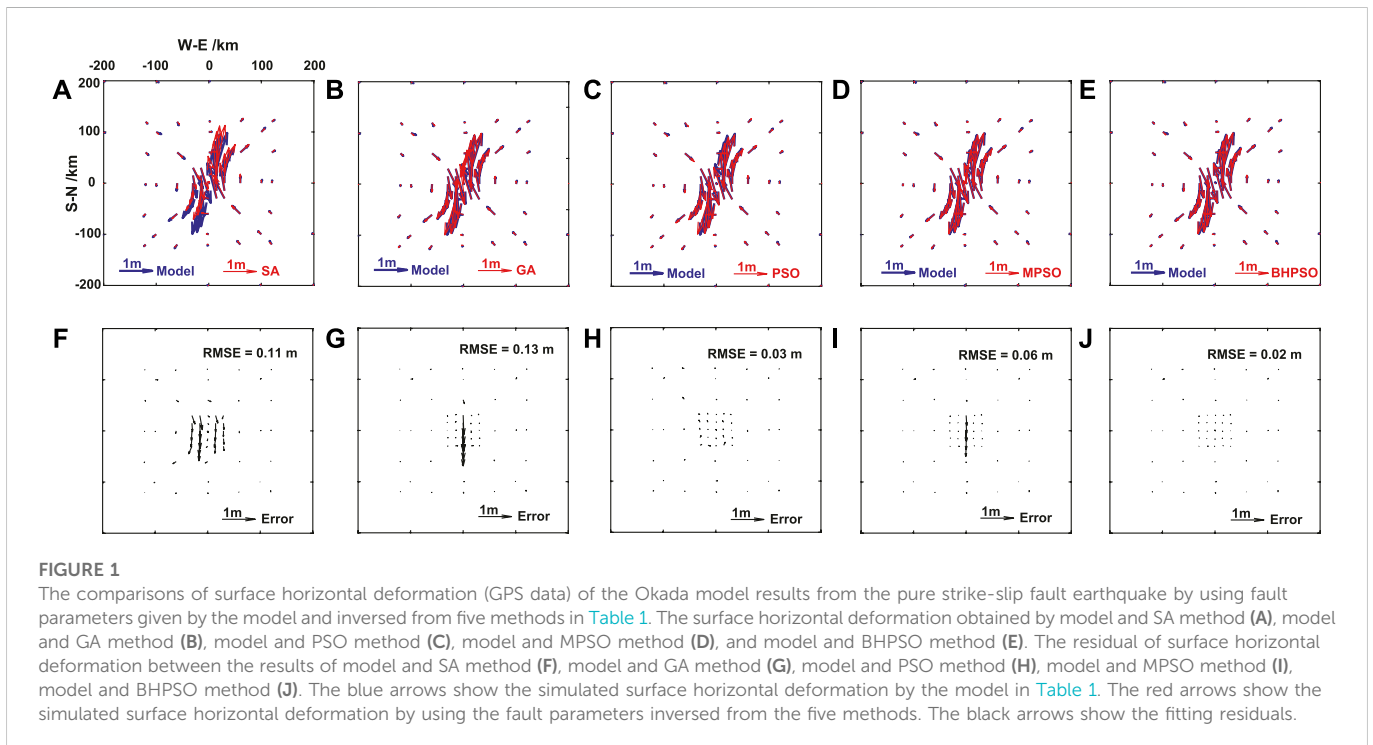 W-E /km
-200 -100 0 100 200
A B C D E
200
100
0
-100
-200
S-N /km
1m Model 1m SA
1m Model 1m GA
1m Model 1m PSO
1m Model 1m MPSO
1m Model 1m BHPSO
F RMSE = 0.11 m
G RMSE = 0.13 m
H RMSE = 0.03 m
I RMSE = 0.06 m
J RMSE = 0.02 m
1m Error
1m Error
1m Error
1m Error
1m Error
FIGURE 1
The comparisons of surface horizontal deformation (GPS data) of the Okada model results from the pure strike-slip fault earthquake by using fault
parameters given by the model and inversed from five methods in Table 1. The surface horizontal deformation obtained by model and SA method (A), model
and GA method (B), model and PSO method (C), model and MPSO method (D), and model and BHPSO method (E). The residual of surface horizontal
deformation between the results of model and SA method (F), model and GA method (G), model and PSO method (H), model and MPSO method (I),
model and BHPSO method (J). The blue arrows show the simulated surface horizontal deformation by the model in Table 1. The red arrows show the
simulated surface horizontal deformation by using the fault parameters inversed from the five methods. The black arrows show the fitting residuals.